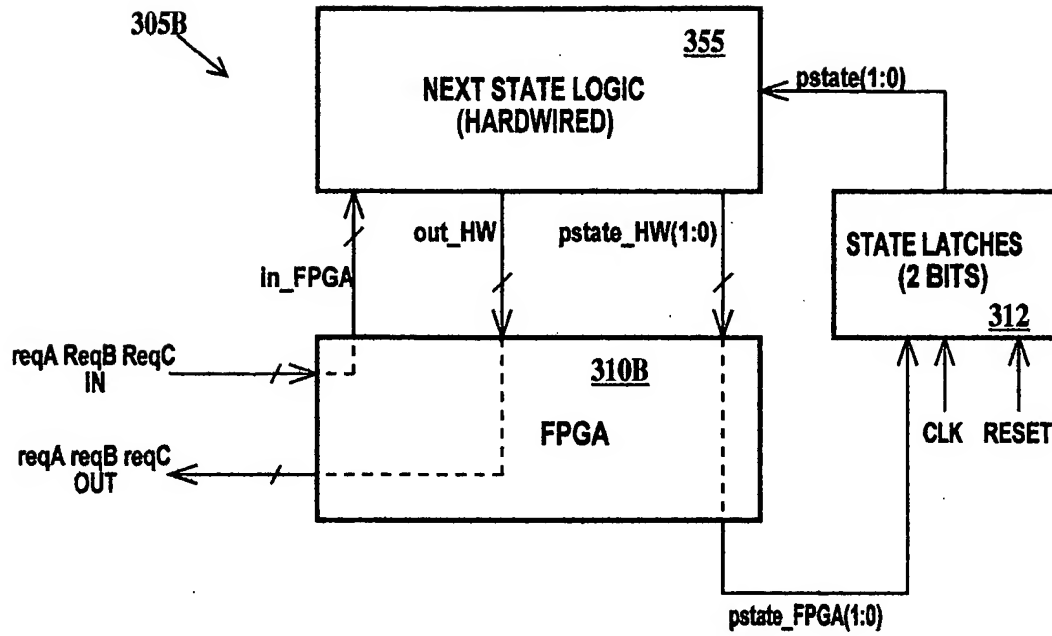 305B
355
NEXT STATE LOGIC
(HARDWIRED)
pstate(1:0)
out_HW
pstate_HW(1:0)
in_FPGA
STATE LATCHES
(2 BITS)
312
reqA ReqB ReqC
IN
310B
FPGA
reqA reqB reqC
OUT
CLK RESET
pstate_FPGA(1:0)